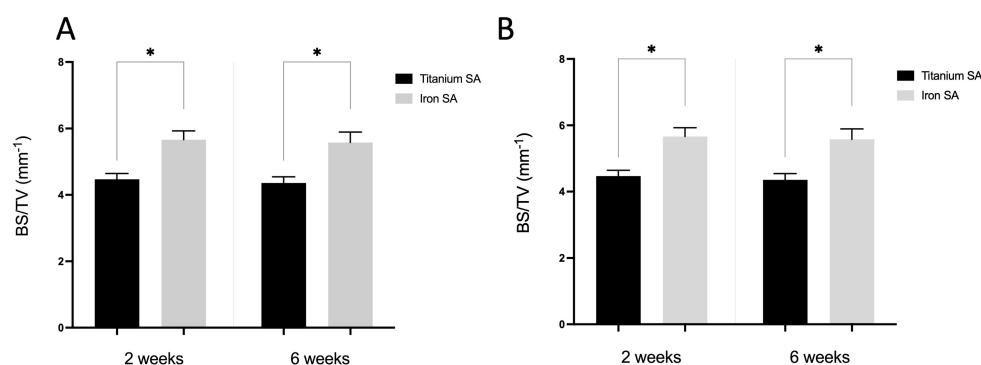 A
*
*
8
6
4
2
0
BS/TV (mm-1)
Titanium SA
Iron SA
2 weeks
6 weeks
B
*
*
8
6
4
2
0
BS/TV (mm-1)
Titanium SA
Iron SA
2 weeks
6 weeks